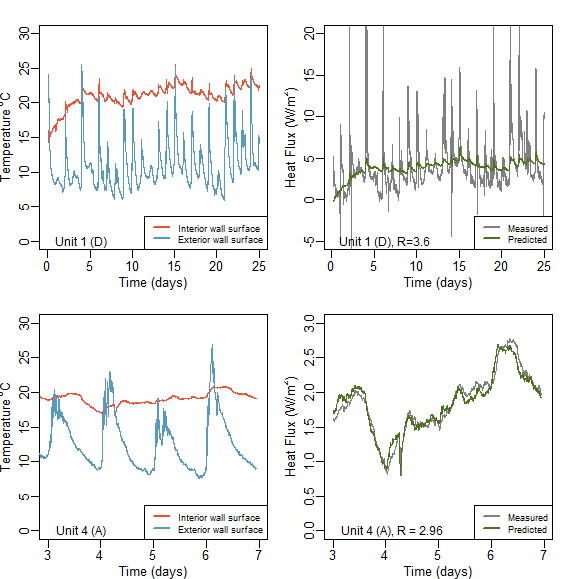 Temperature °C
30
25
20
15
10
5
0
Unit 1 (D)
Interior wall surface
Exterior wall surface
0 5 10 15 20 25
Time (days)
Heat Flux (W/m²)
20
15
10
5
0
-5
Unit 1 (D), R=3.6
Measured
Predicted
0 5 10 15 20 25
Time (days)
Temperature °C
30
25
20
15
10
5
0
Unit 4 (A)
Interior wall surface
Exterior wall surface
3 4 5 6 7
Time (days)
Heat Flux (W/m²)
3.0
2.5
2.0
1.5
1.0
0.5
0.0
Unit 4 (A), R = 2.96
Measured
Predicted
3 4 5 6 7
Time (days)